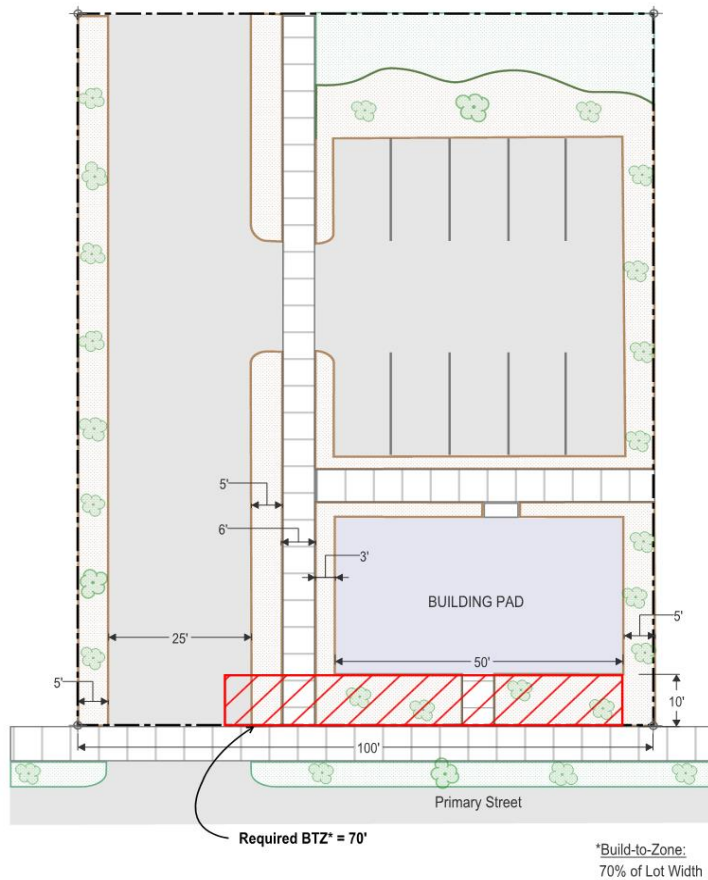 5'
6'
3'
BUILDING PAD
5'
25'
50'
5'
10'
100'
Primary Street
Required BTZ* = 70'
*Build-to-Zone:
70% of Lot Width